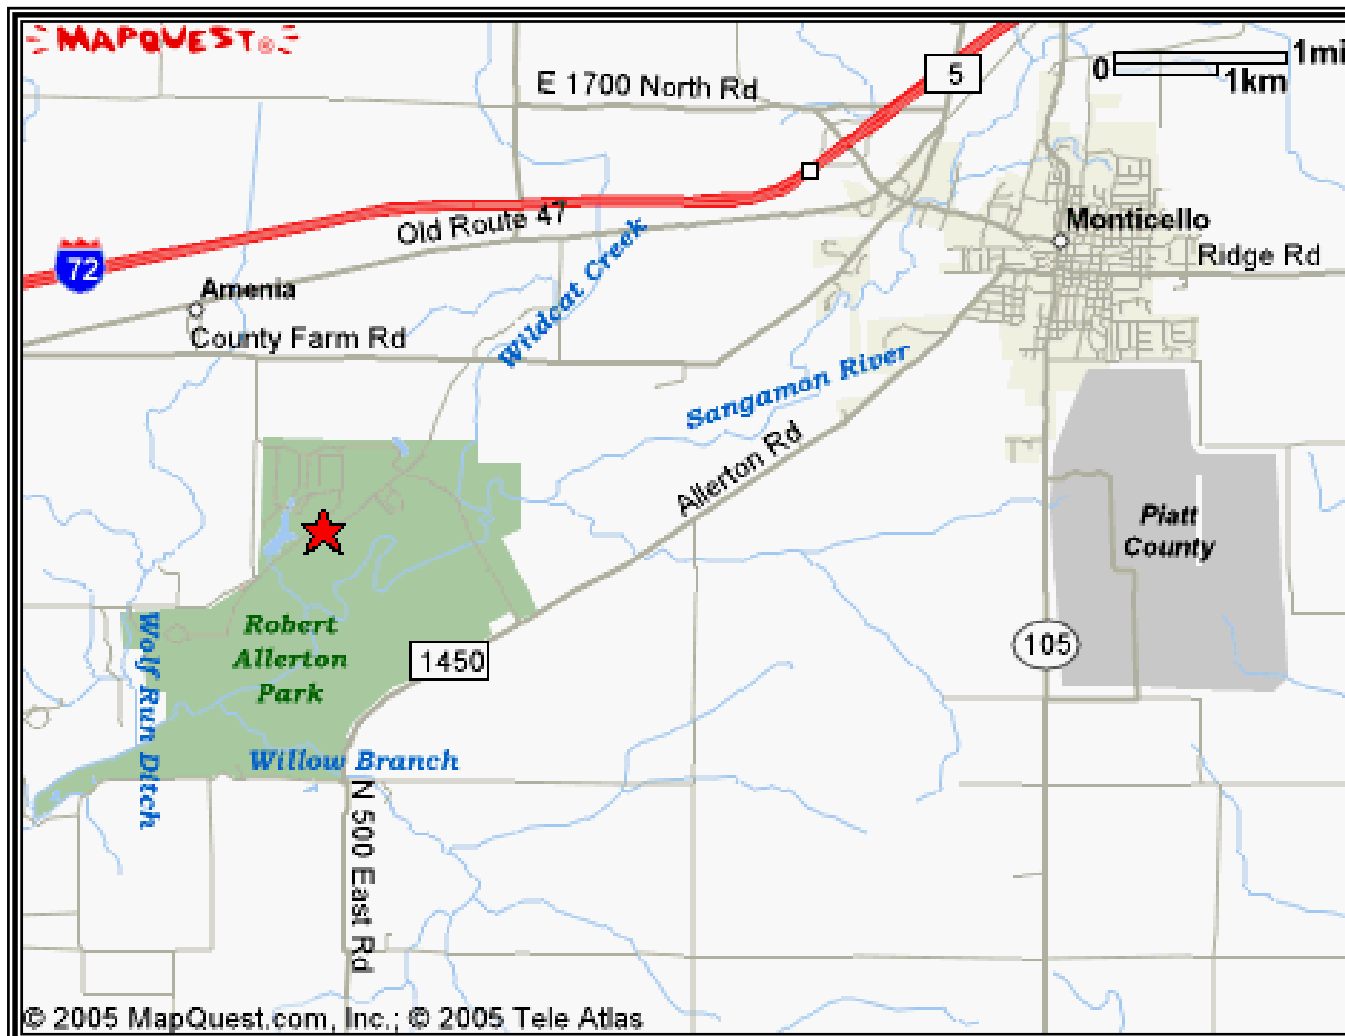 MAPQUEST®
1mi
0
1km
5
E 1700 North Rd
Old Route 47
Monticello
Ridge Rd
72
Amenia
County Farm Rd
Wildcat Creek
Sangamon River
Allerton Rd
Piatt
County
Robert
Allerton
Park
1450
105
Wolf Run Ditch
Willow Branch
N 500 East Rd
© 2005 MapQuest.com, Inc.; © 2005 Tele Atlas